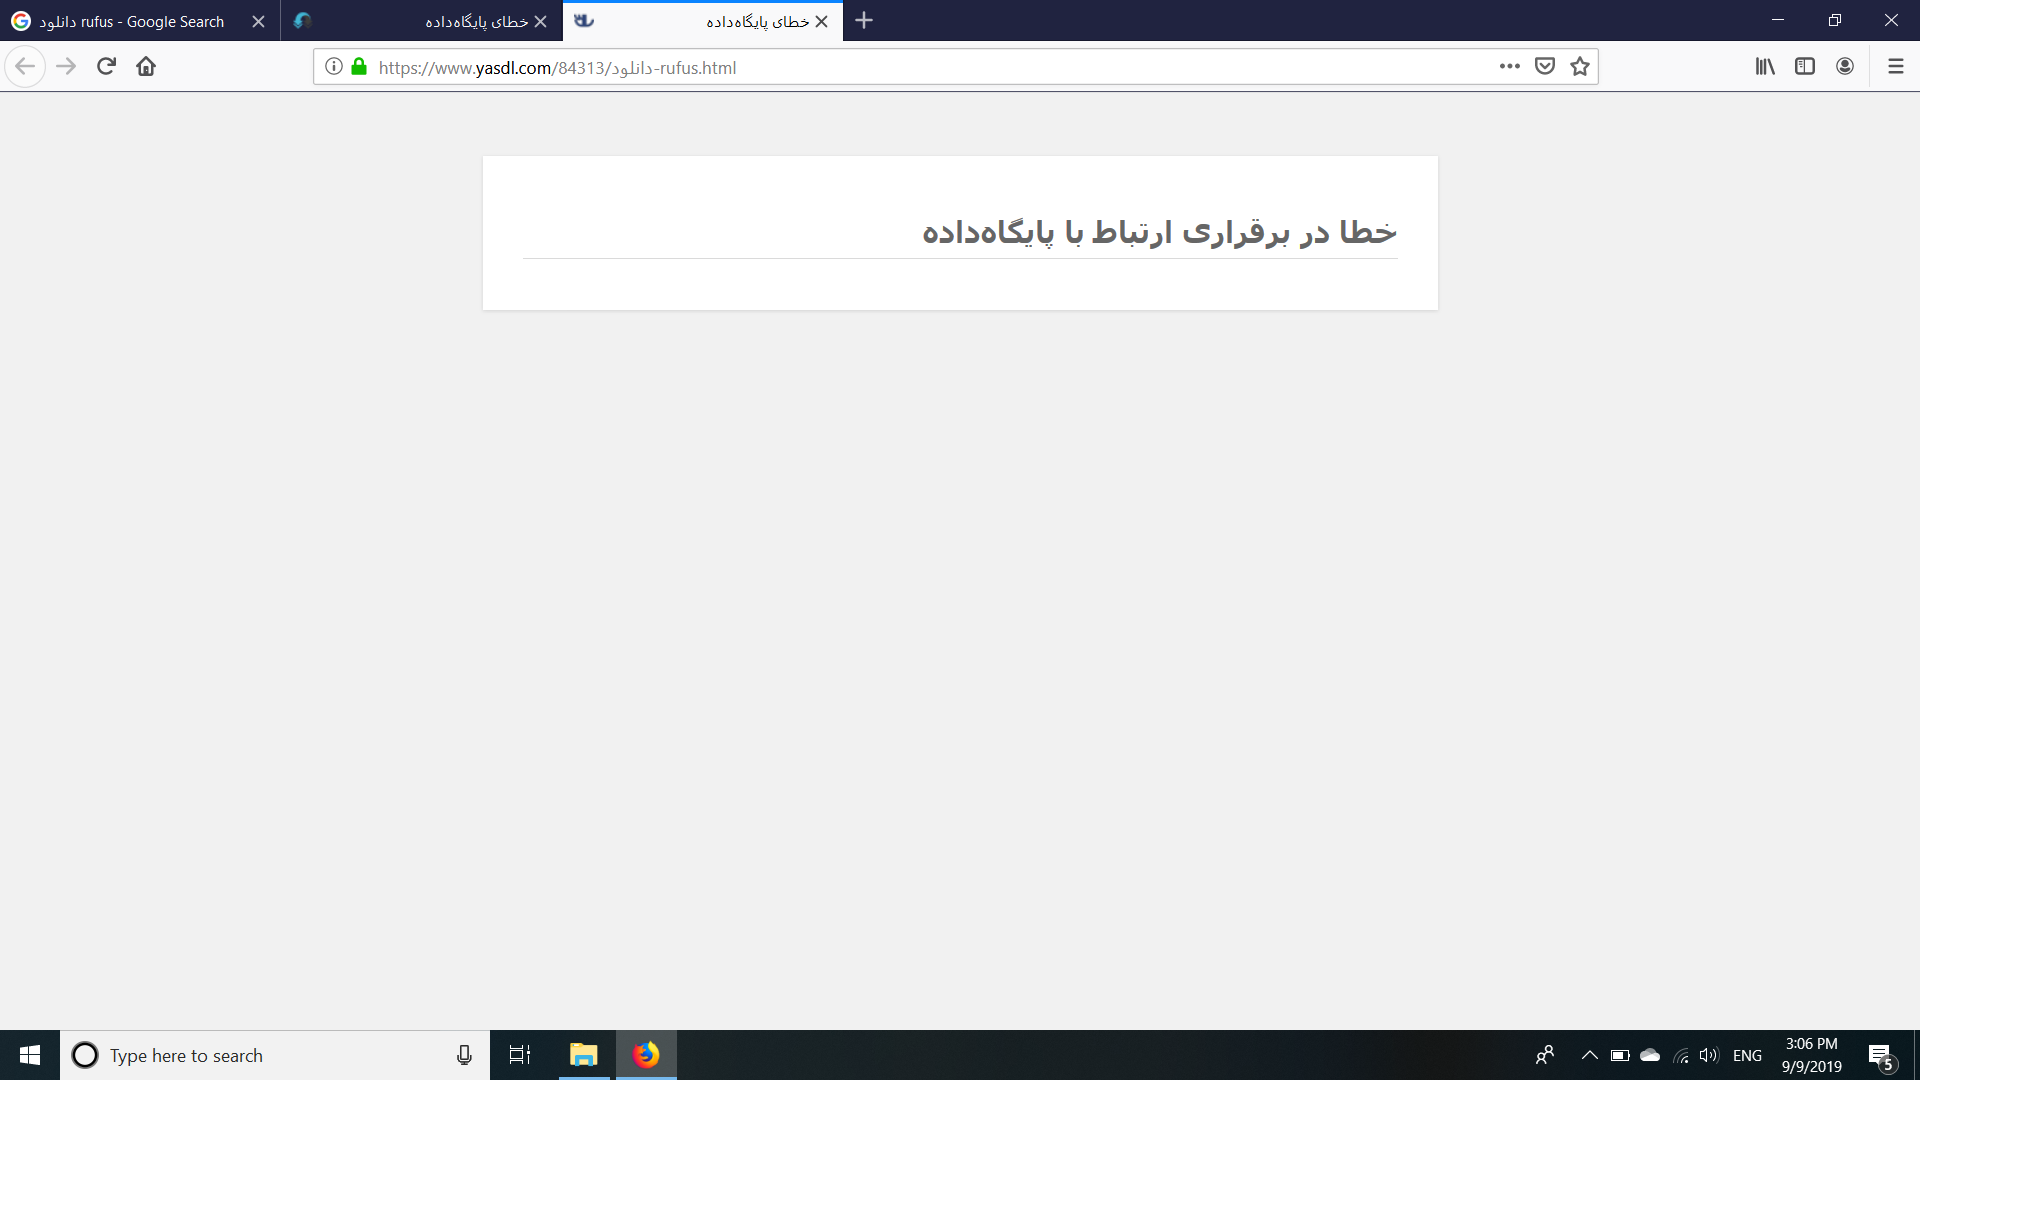 دانلود rufus - Google Search
خطای پایگاه‌داده
خطای پایگاه‌داده
https://www.yasdl.com/84313/دانلود-rufus.html
خطا در برقراری ارتباط با پایگاه‌داده
Type here to search
ENG
3:06 PM
9/9/2019
5